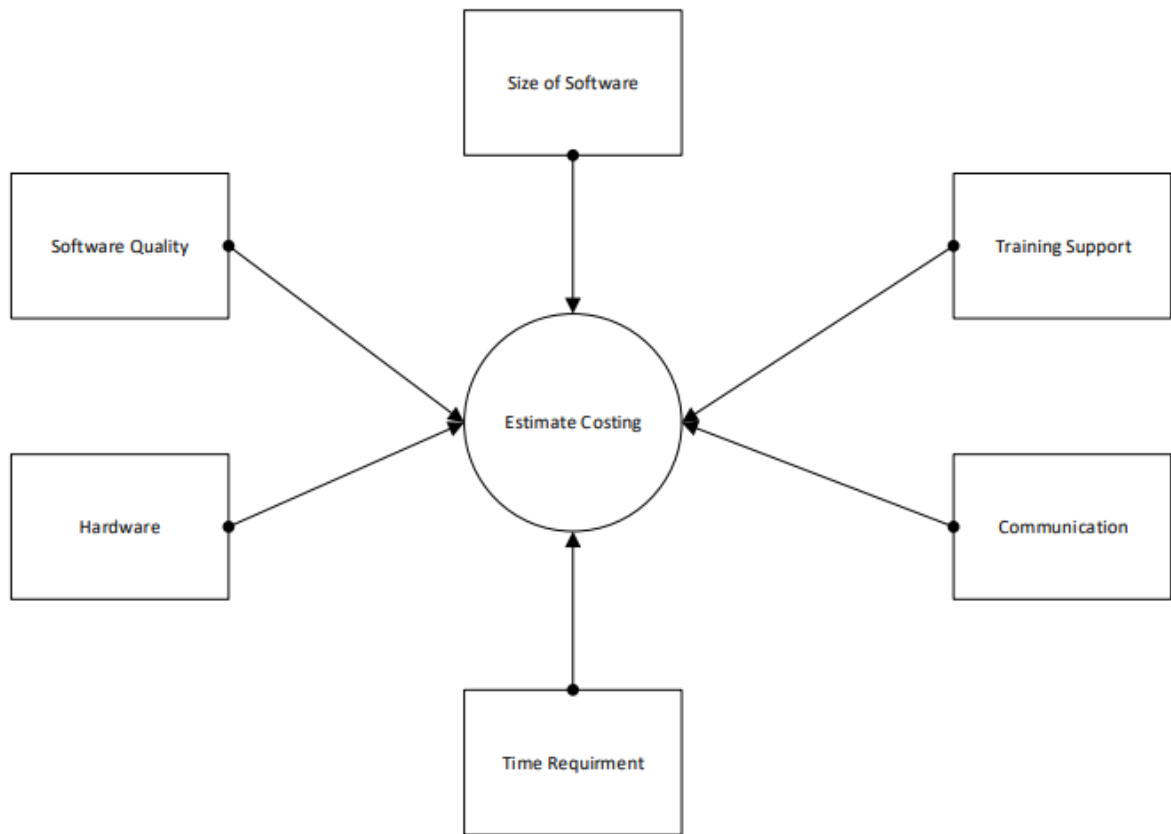 Size of Software
Software Quality
Training Support
Estimate Costing
Hardware
Communication
Time Requirment